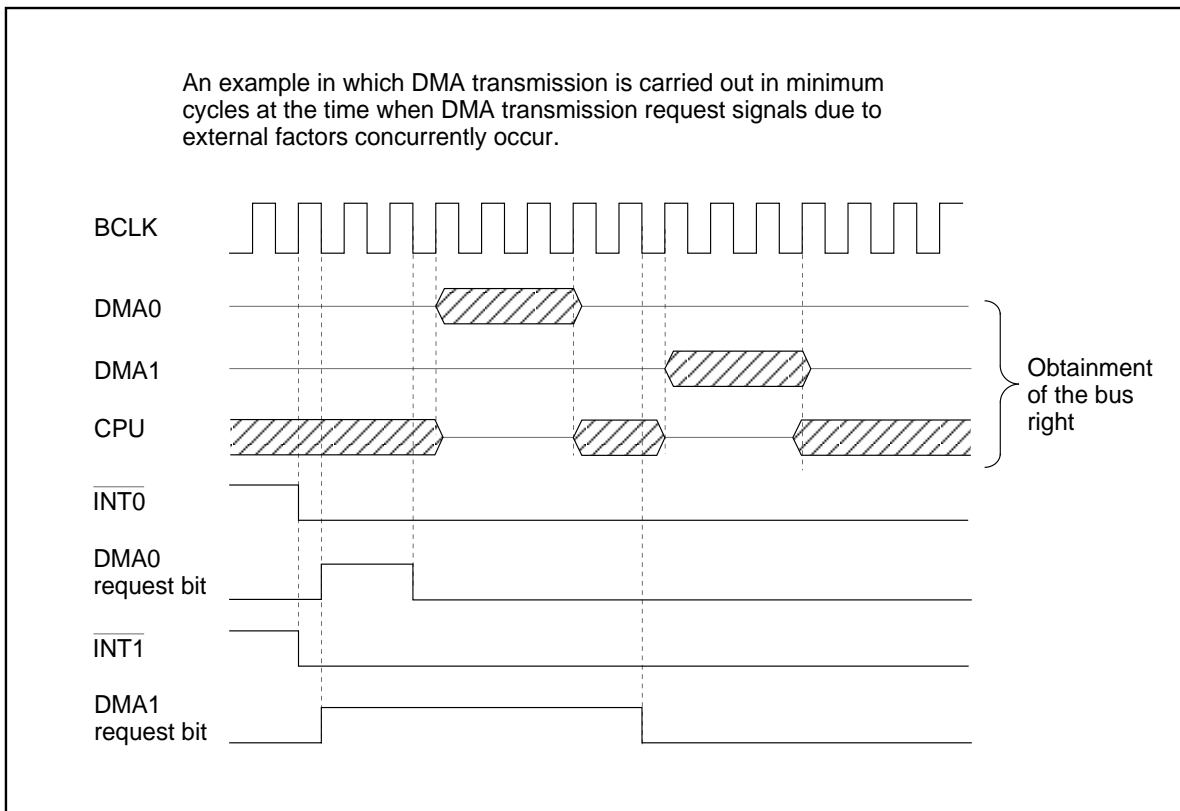 An example in which DMA transmission is carried out in minimum
cycles at the time when DMA transmission request signals due to
external factors concurrently occur.
BCLK
DMA0
DMA1
CPU
Obtainment
of the bus
right
INT0
DMA0
request bit
INT1
DMA1
request bit